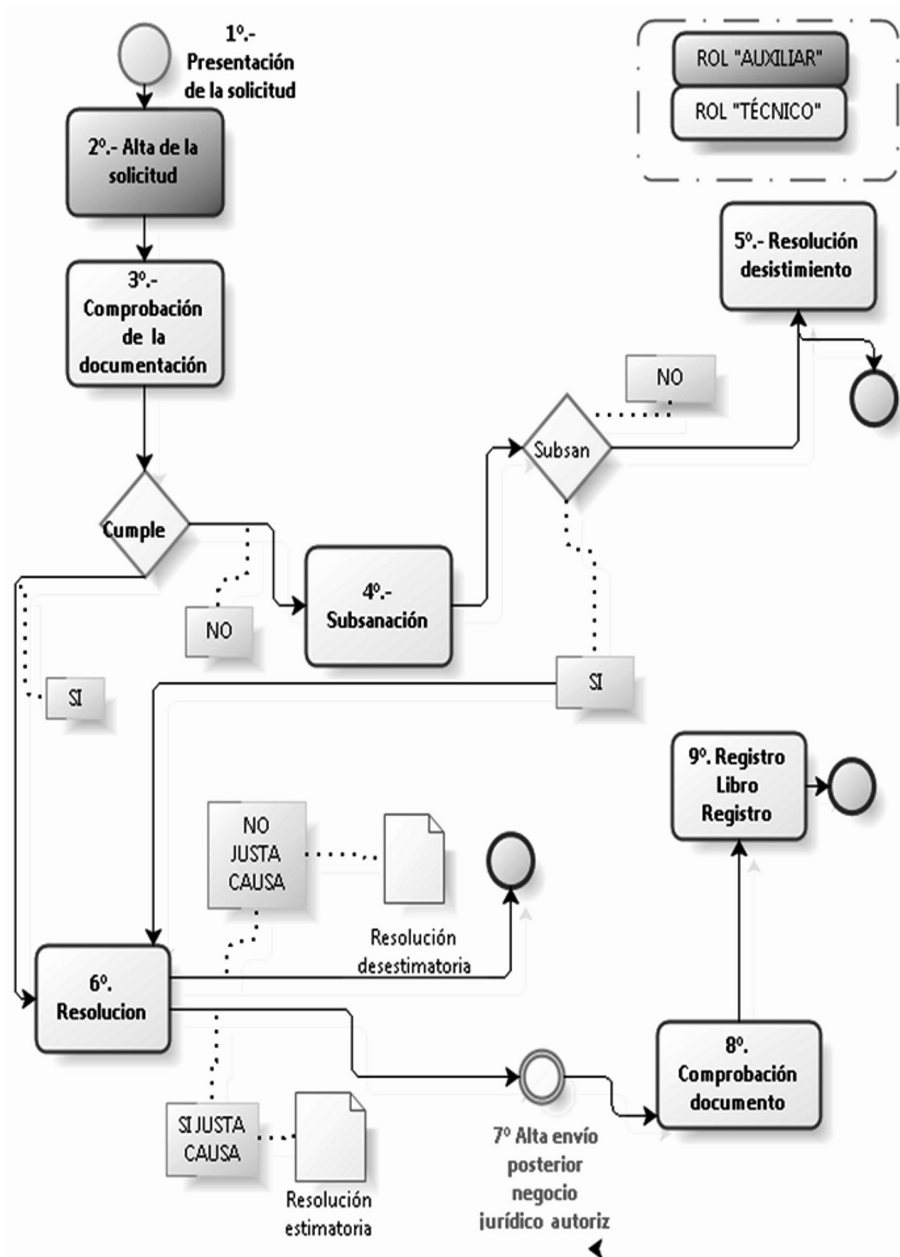 1º.-
Presentación
de la solicitud
ROL "AUXILIAR"
ROL "TÉCNICO"
2º.- Alta de la
solicitud
3º.-
Comprobación
de la
documentación
5º.- Resolución
desistimiento
NO
Subsan
Cumple
4º.-
Subsanación
NO
SI
SI
9º. Registro
Libro
Registro
NO
JUSTA
CAUSA
Resolución
desestimatoria
6º.
Resolucion
8º.
Comprobación
documento
SI JUSTA
CAUSA
Resolución
estimatoria
7º Alta envío
posterior
negocio
jurídico autoriz